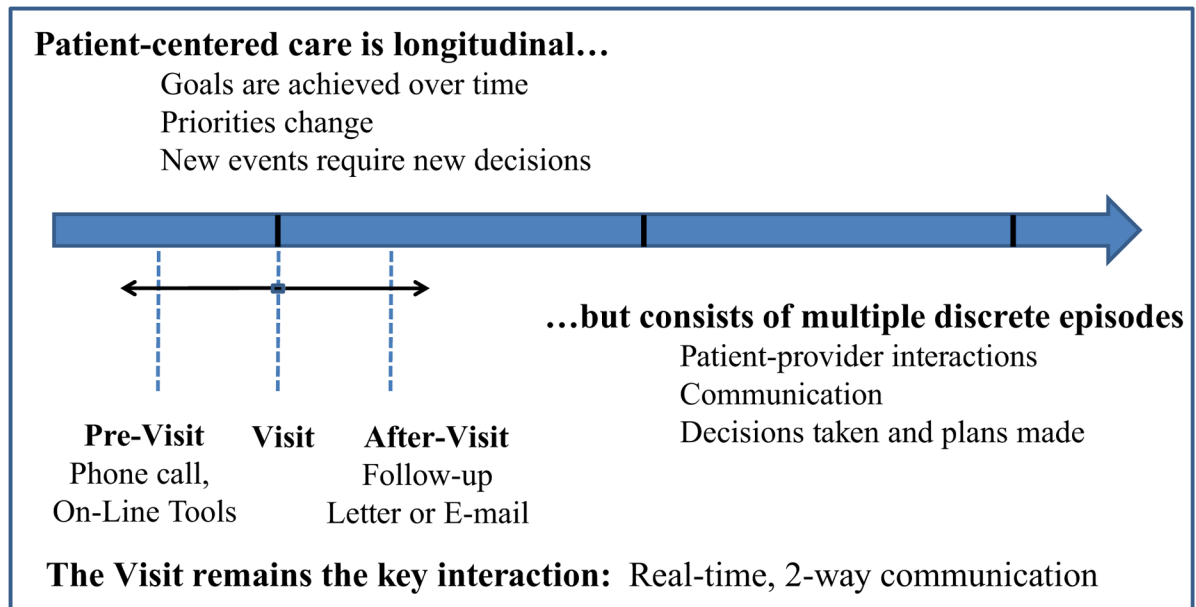 Patient-centered care is longitudinal…
Goals are achieved over time
Priorities change
New events require new decisions
…but consists of multiple discrete episodes
Patient-provider interactions
Communication
Decisions taken and plans made
Pre-Visit
Phone call,
On-Line Tools
Visit
After-Visit
Follow-up
Letter or E-mail
The Visit remains the key interaction: Real-time, 2-way communication